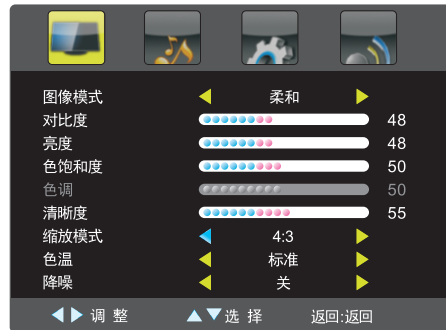 图像模式 柔和
对比度 48
亮度 48
色饱和度 50
色调 50
清晰度 55
缩放模式 4:3
色温 标准
降噪 关
调 整 选 择 返回:返回